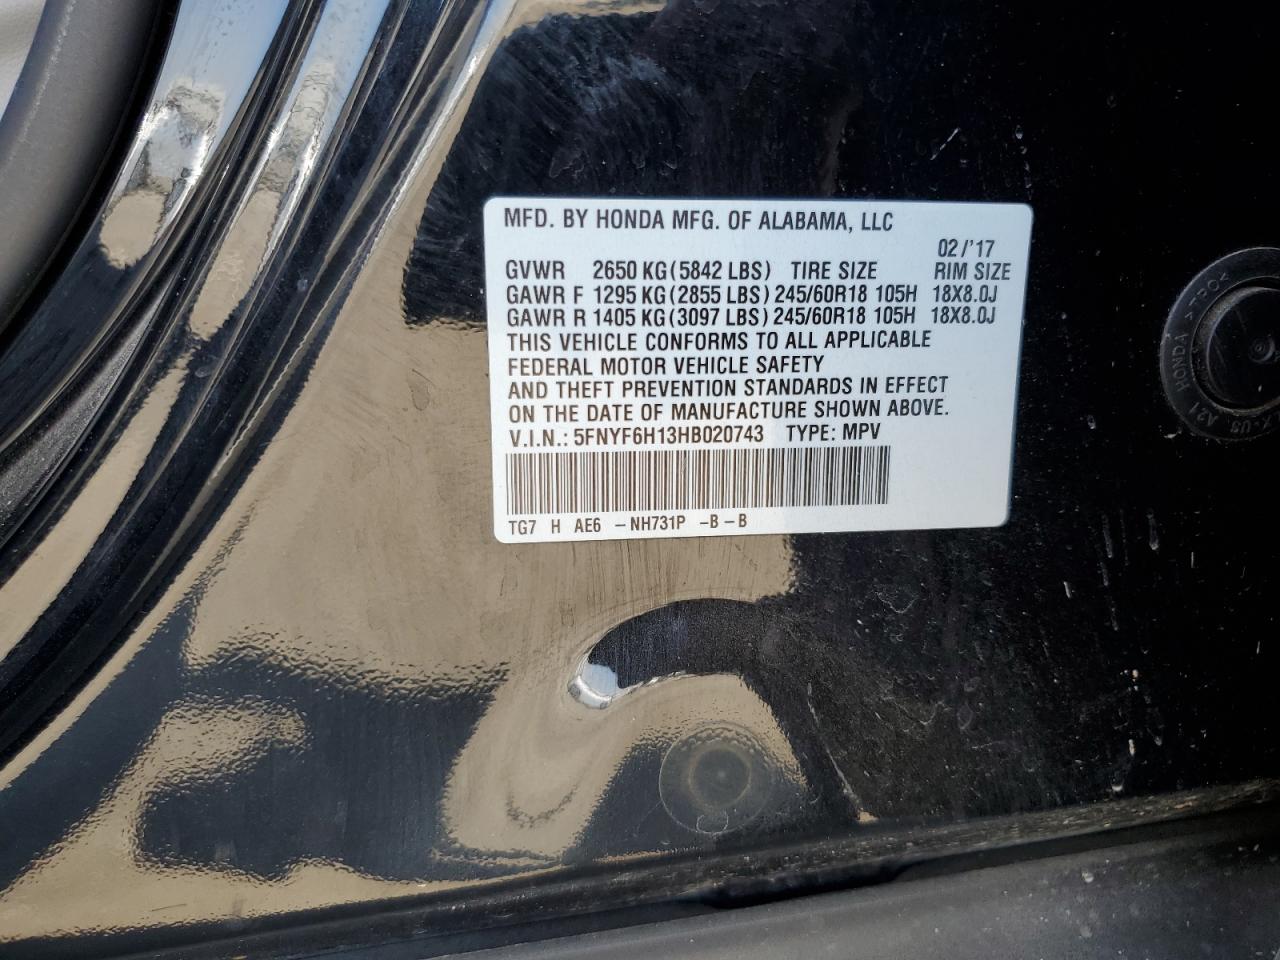 MFD. BY HONDA MFG. OF ALABAMA, LLC
02/'17
GVWR 2650 KG(5842 LBS) TIRE SIZE RIM SIZE
GAWR F 1295 KG(2855 LBS) 245/60R18 105H 18X8.0J
GAWR R 1405 KG(3097 LBS) 245/60R18 105H 18X8.0J
THIS VEHICLE CONFORMS TO ALL APPLICABLE
FEDERAL MOTOR VEHICLE SAFETY
AND THEFT PREVENTION STANDARDS IN EFFECT
ON THE DATE OF MANUFACTURE SHOWN ABOVE.
V.I.N.: 5FNYF6H13HB020743 TYPE: MPV
TG7 H AE6 -NH731P -B-B
HONDA >TPO<